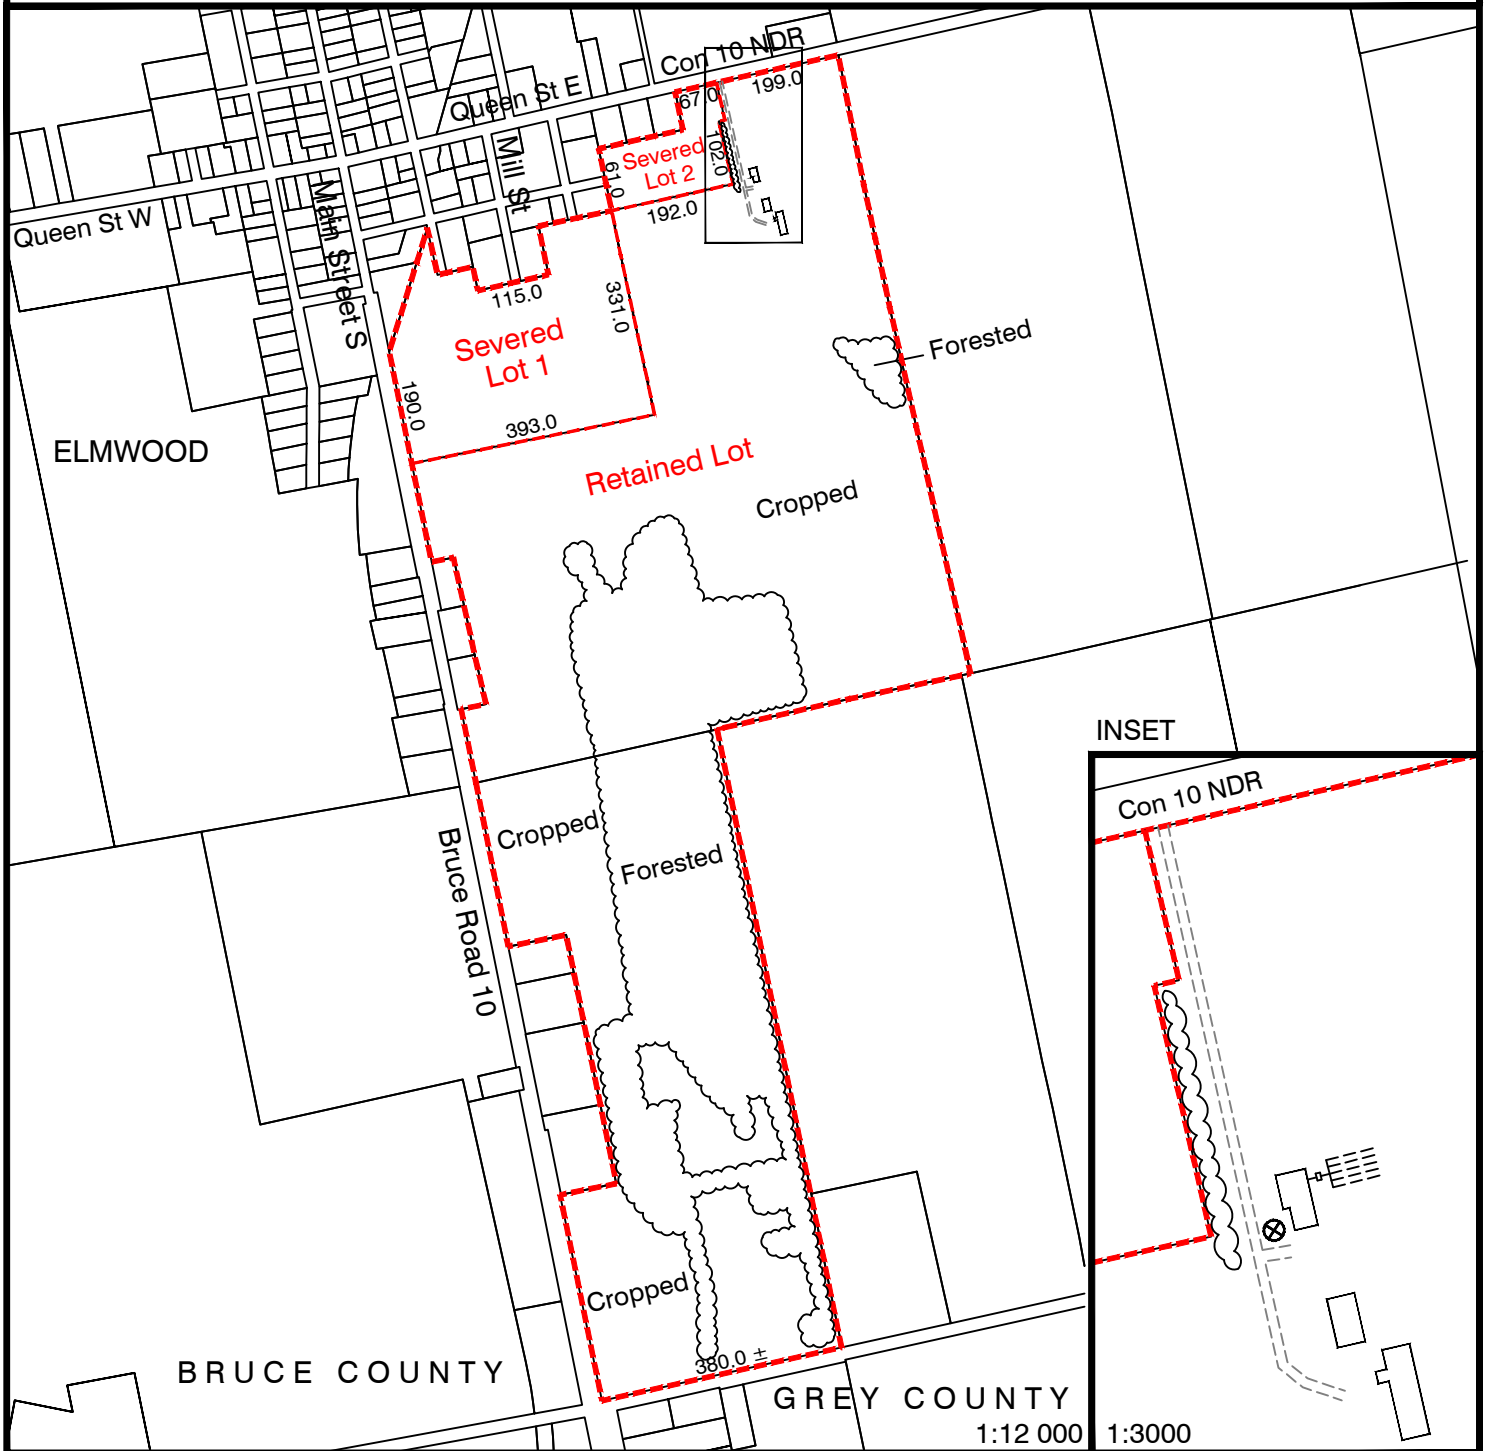 Con 10 NDR
199.0
67.0
Queen St E
Mill St
Severed
Lot 2
102.0
61.0
192.0
Main Street S
Queen St W
115.0
331.0
Severed
Lot 1
190.0
393.0
Forested
ELMWOOD
Retained Lot
Cropped
INSET
Con 10 NDR
Cropped
Forested
Bruce Road 10
Cropped
380.0 ±
BRUCE COUNTY
GREY COUNTY
1:12 000
1:3000